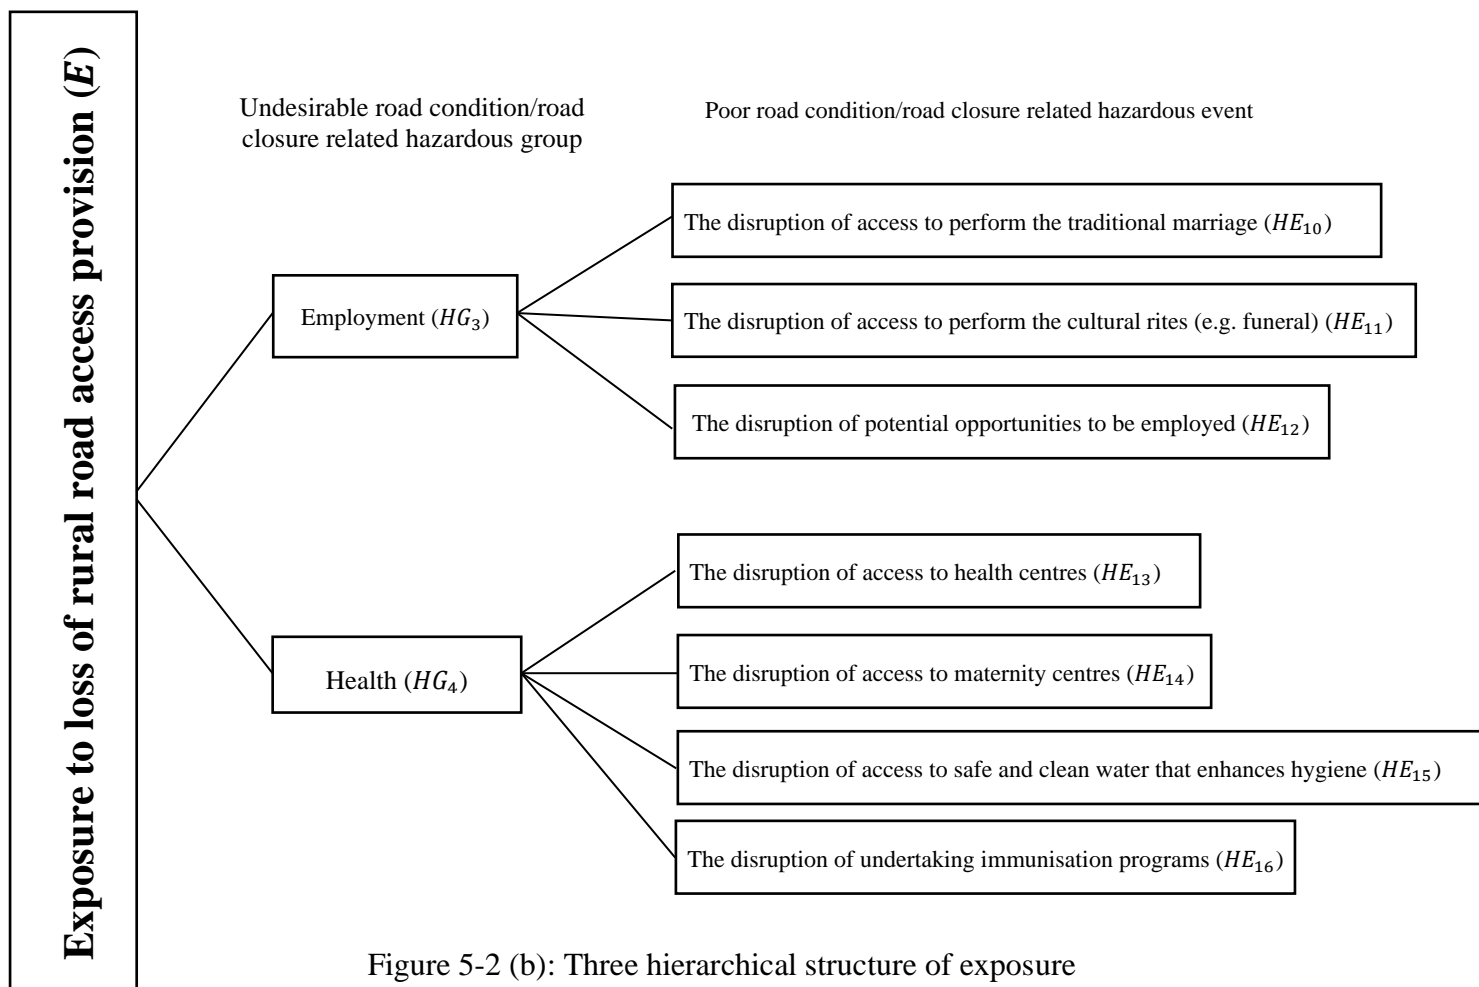 Exposure to loss of rural road access provision (E)
Undesirable road condition/road
closure related hazardous group
Poor road condition/road closure related hazardous event
Employment (HG₃)
The disruption of access to perform the traditional marriage (HE₁₀)
The disruption of access to perform the cultural rites (e.g. funeral) (HE₁₁)
The disruption of potential opportunities to be employed (HE₁₂)
Health (HG₄)
The disruption of access to health centres (HE₁₃)
The disruption of access to maternity centres (HE₁₄)
The disruption of access to safe and clean water that enhances hygiene (HE₁₅)
The disruption of undertaking immunisation programs (HE₁₆)
Figure 5-2 (b): Three hierarchical structure of exposure